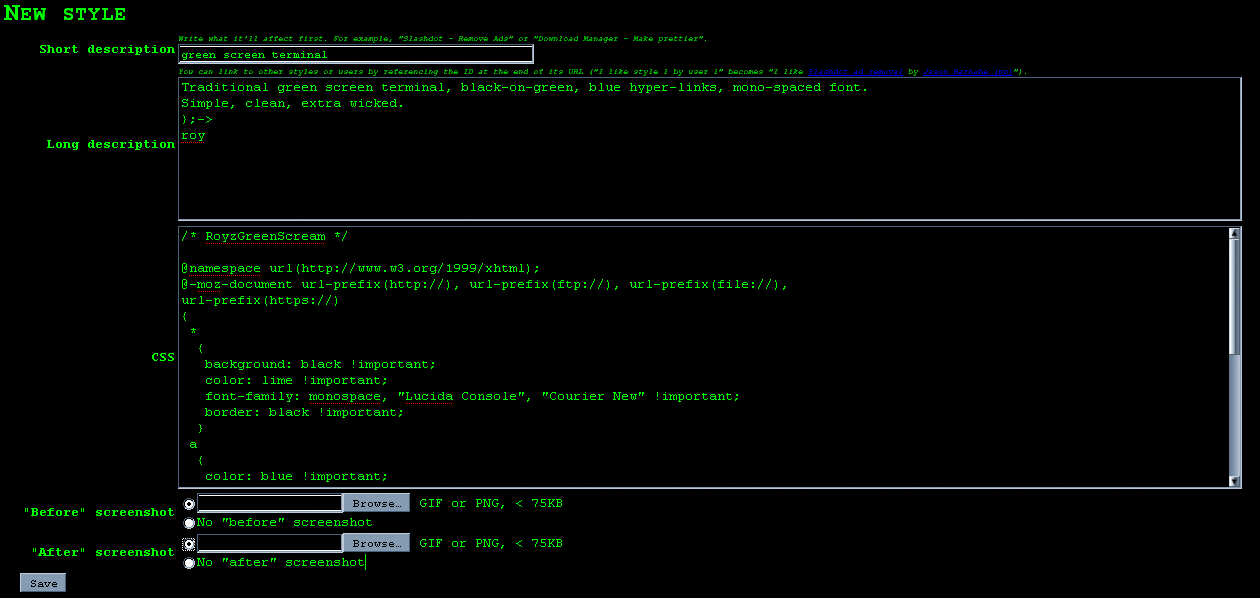 New style
Write what it'll affect first. For example, "Slashdot - Remove Ads" or "Download Manager - Make prettier".
Short description
green screen terminal
You can link to other styles or users by referencing the ID at the end of its URL ("I like style 1 by user 1" becomes "I like Slashdot ad removal by").
Traditional green screen terminal, black-on-green, blue hyper-links, mono-spaced font.
Simple, clean, extra wicked.
};->
Long description
roy
/* RoyzGreenScream */
@namespace url(http://www.w3.org/1999/xhtml);
@-moz-document url-prefix(http://), url-prefix(ftp://), url-prefix(file://),
url-prefix(https://)
{
*
{
CSS
background: black !important;
color: lime !important;
font-family: monospace, "Lucida Console", "Courier New" !important;
border: black !important;
}
a
{
color: blue !important;
"Before" screenshot
Browse… GIF or PNG, < 75KB
No "before" screenshot
"After" screenshot
Browse… GIF or PNG, < 75KB
No "after" screenshot
Save